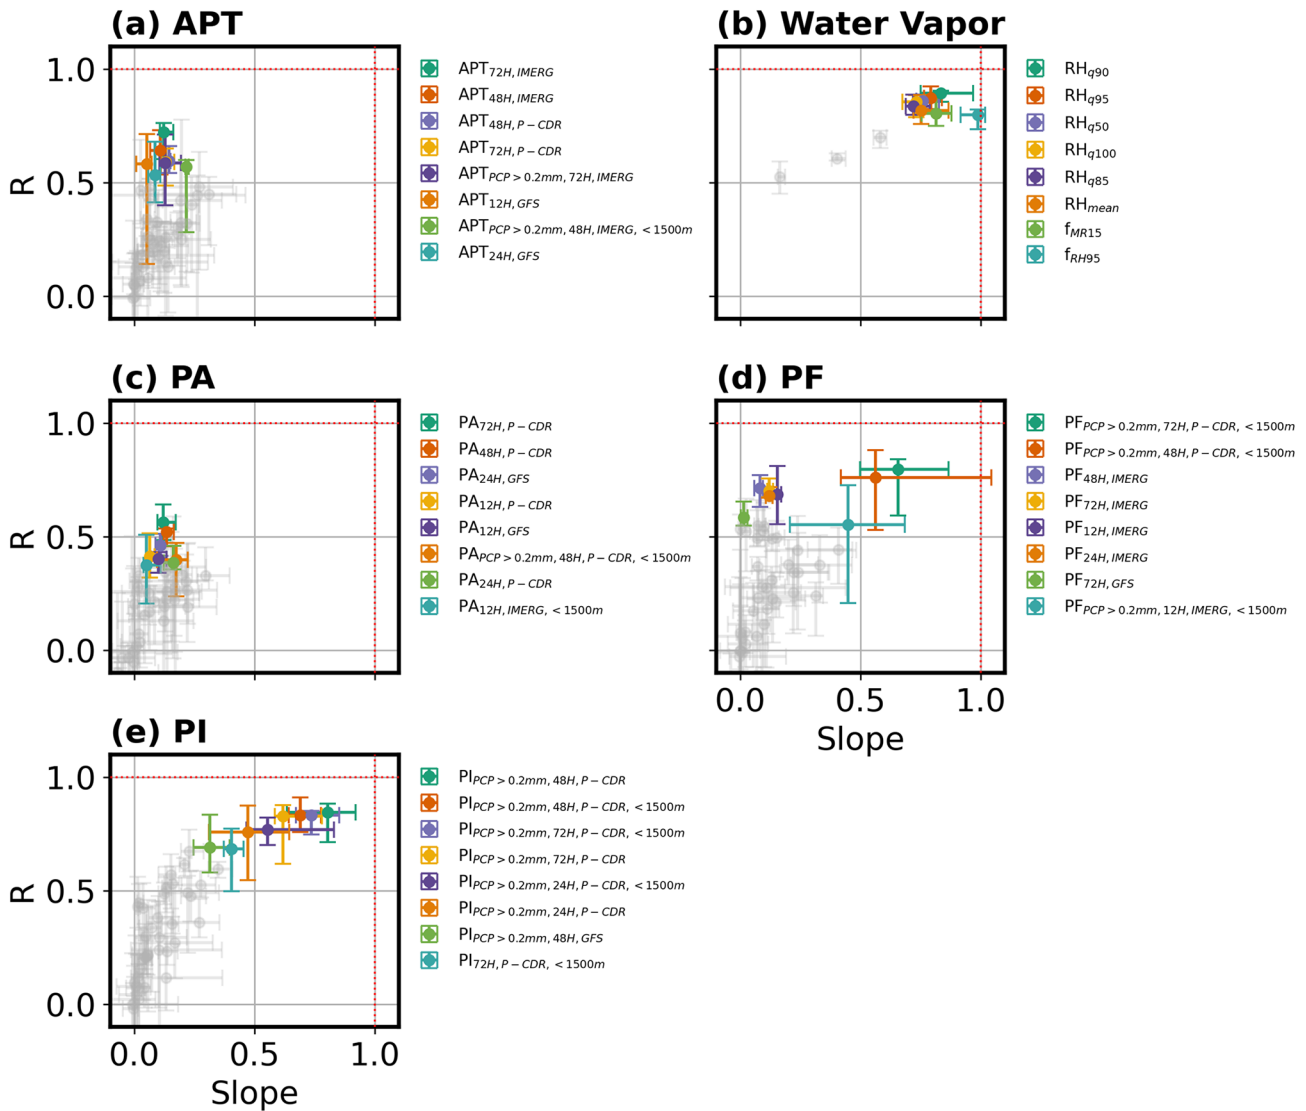 (a) APT
R
1.0
0.5
0.0
APT72H, IMERG
APT48H, IMERG
APT48H, P−CDR
APT72H, P−CDR
APTPCP>0.2mm, 72H, IMERG
APT12H, GFS
APTPCP>0.2mm, 48H, IMERG, <1500m
APT24H, GFS
(b) Water Vapor
RHq90
RHq95
RHq50
RHq100
RHq85
RHmean
fMR15
fRH95
(c) PA
R
1.0
0.5
0.0
PA72H, P−CDR
PA48H, P−CDR
PA24H, GFS
PA12H, P−CDR
PA12H, GFS
PAPCP>0.2mm, 48H, P−CDR, <1500m
PA24H, P−CDR
PA12H, IMERG, <1500m
(d) PF
PFPCP>0.2mm, 72H, P−CDR, <1500m
PFPCP>0.2mm, 48H, P−CDR, <1500m
PF48H, IMERG
PF72H, IMERG
PF12H, IMERG
PF24H, IMERG
PF72H, GFS
PFPCP>0.2mm, 12H, IMERG, <1500m
0.0 0.5 1.0
Slope
(e) PI
R
1.0
0.5
0.0
PIPCP>0.2mm, 48H, P−CDR
PIPCP>0.2mm, 48H, P−CDR, <1500m
PIPCP>0.2mm, 72H, P−CDR, <1500m
PIPCP>0.2mm, 72H, P−CDR
PIPCP>0.2mm, 24H, P−CDR, <1500m
PIPCP>0.2mm, 24H, P−CDR
PIPCP>0.2mm, 48H, GFS
PI72H, P−CDR, <1500m
0.0 0.5 1.0
Slope